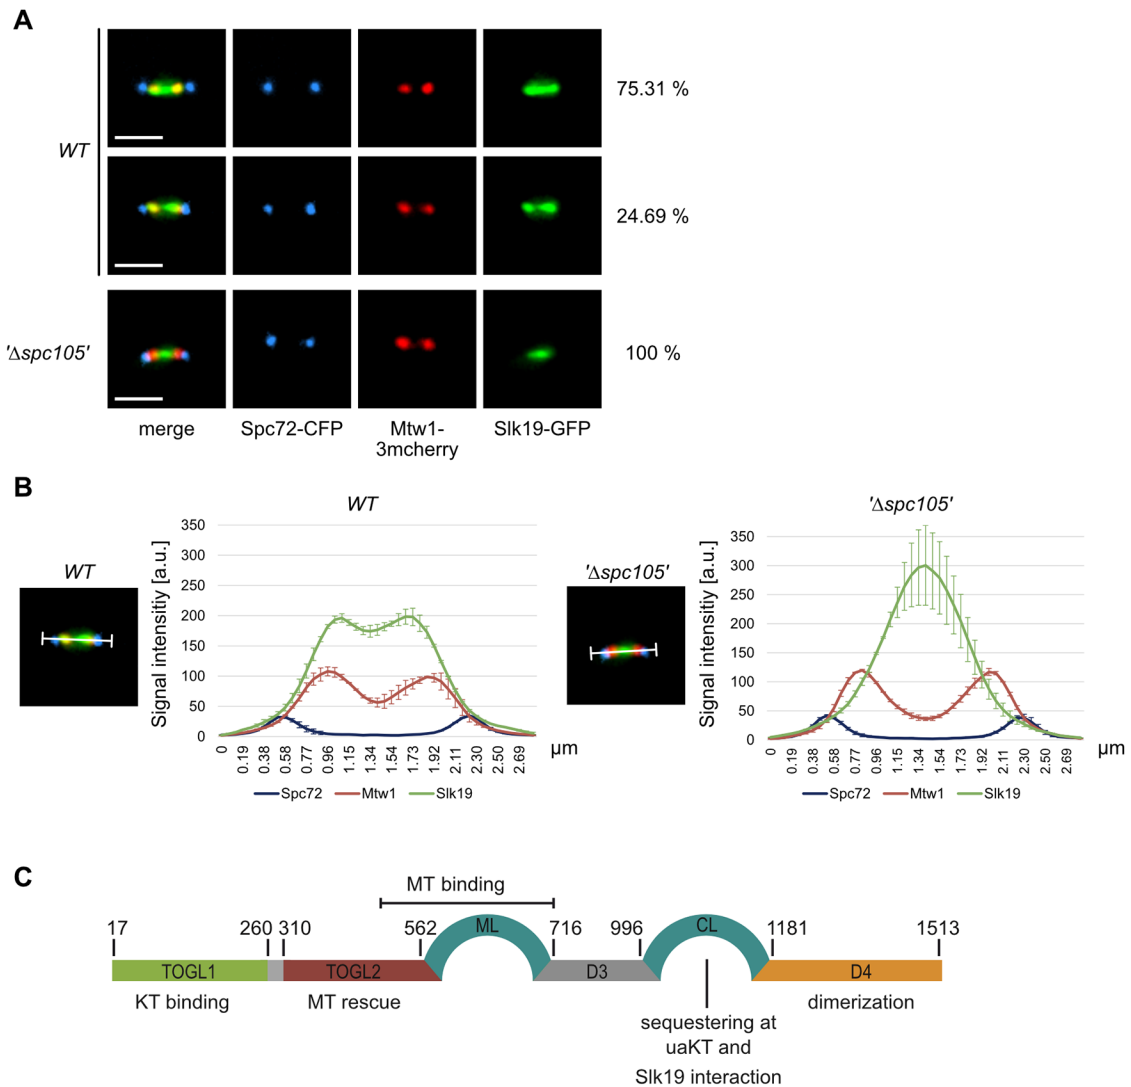 A
WT
75.31 %
24.69 %
'Δspc105'
100 %
merge
Spc72-CFP
Mtw1-
3mcherry
Slk19-GFP
B
WT
WT
Signal intensitiy [a.u.]
350
300
250
200
150
100
50
0
0 0.19 0.38 0.58 0.77 0.96 1.15 1.34 1.54 1.73 1.92 2.11 2.30 2.50 2.69
µm
Spc72 Mtw1 Slk19
'Δspc105'
'Δspc105'
Signal intensity [a.u.]
350
300
250
200
150
100
50
0
0 0.19 0.38 0.58 0.77 0.96 1.15 1.34 1.54 1.73 1.92 2.11 2.30 2.50 2.69
µm
Spc72 Mtw1 Slk19
C
MT binding
17 260 310 562 ML 716 996 CL 1181 1513
TOGL1 TOGL2 D3 D4
KT binding MT rescue dimerization
sequestering at
uaKT and
Slk19 interaction